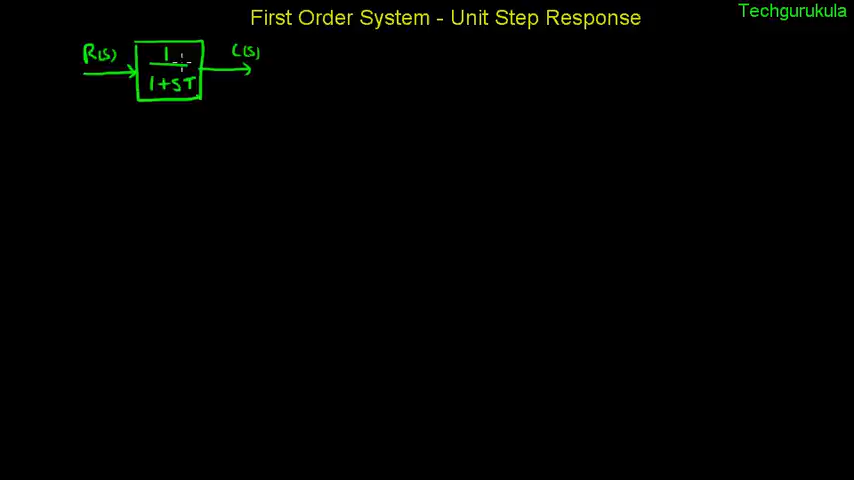 First Order System - Unit Step Response
Techgurukula
R(s)
1
1+sT
C(s)